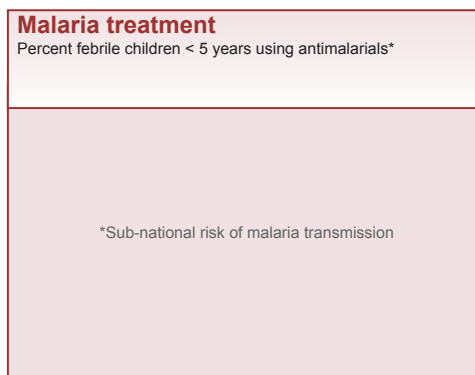 Malaria treatment
Percent febrile children < 5 years using antimalarials*
*Sub-national risk of malaria transmission